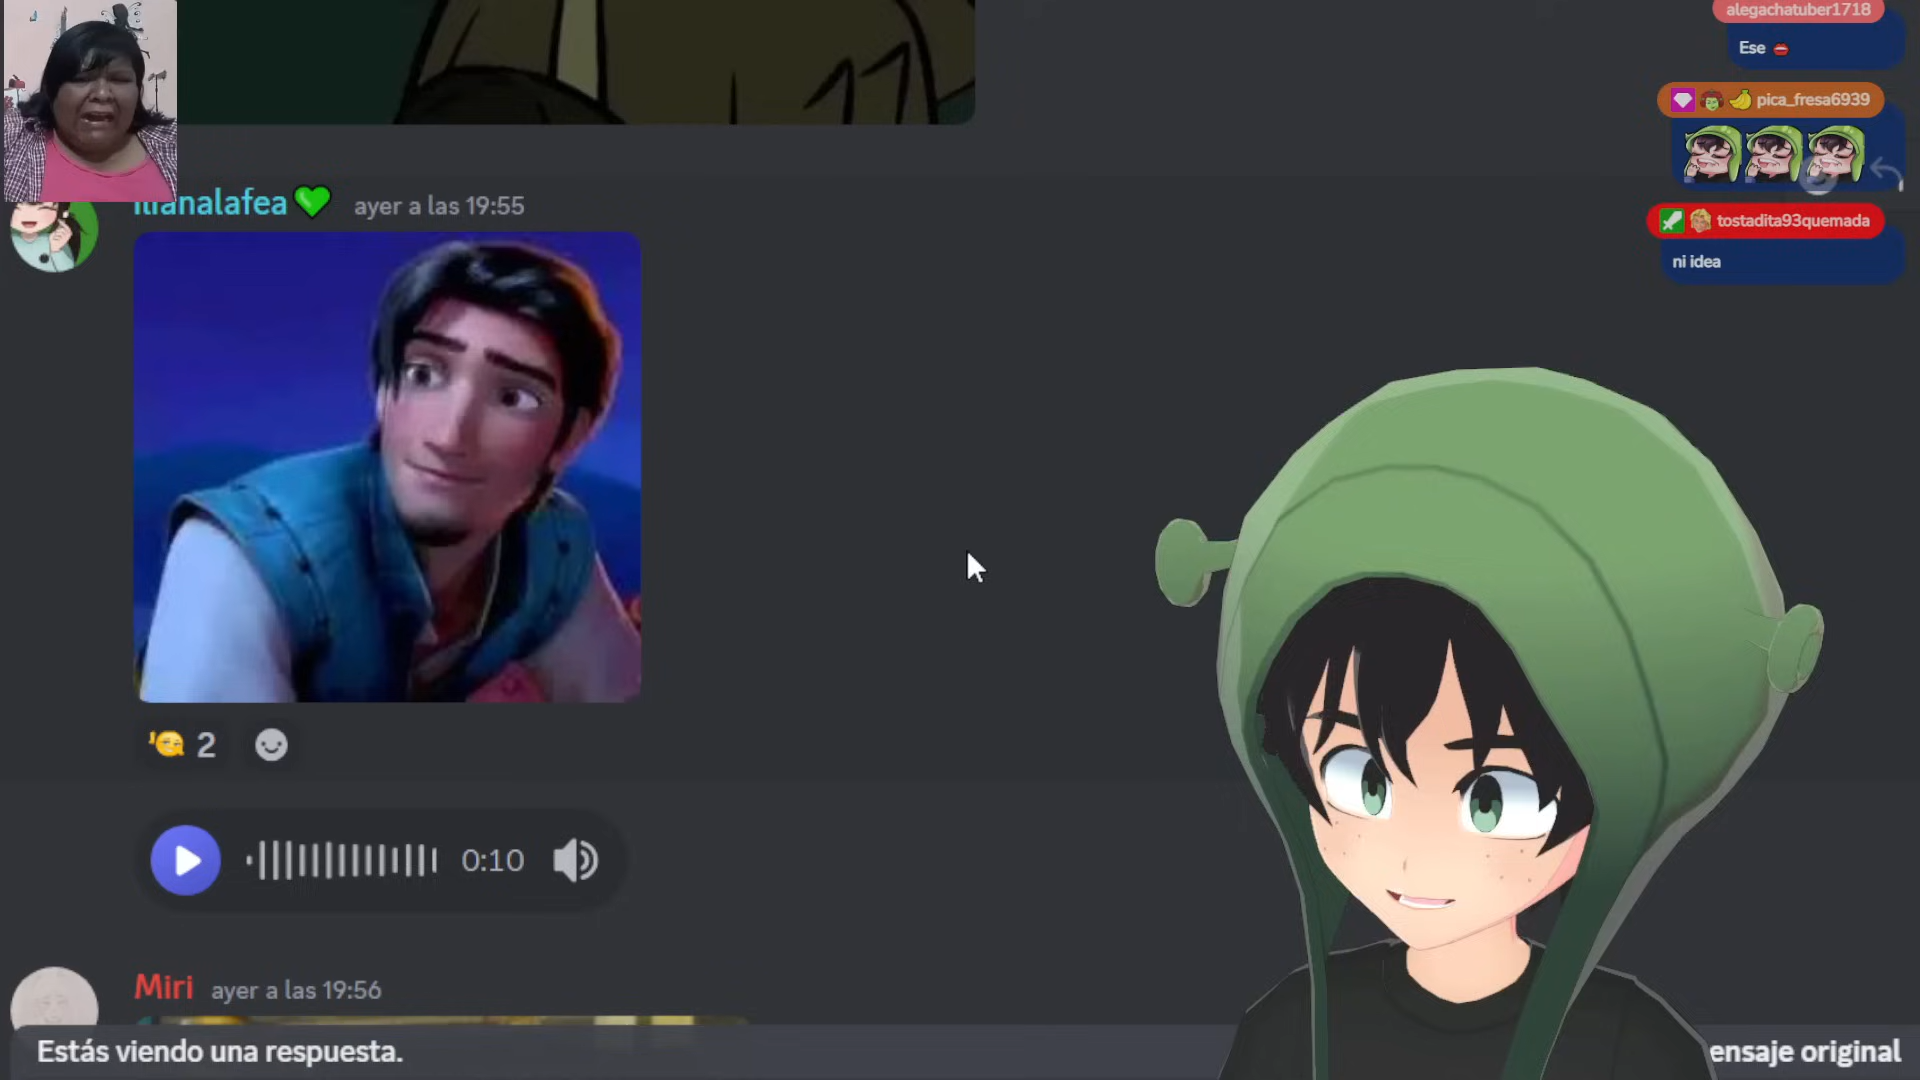 alegachatuber1718
Ese
pica_fresa6939
tostadita93quemada
ni idea
ilianalafea ayer a las 19:55
2
0:10
Miri ayer a las 19:56
Estás viendo una respuesta.
ensaje original